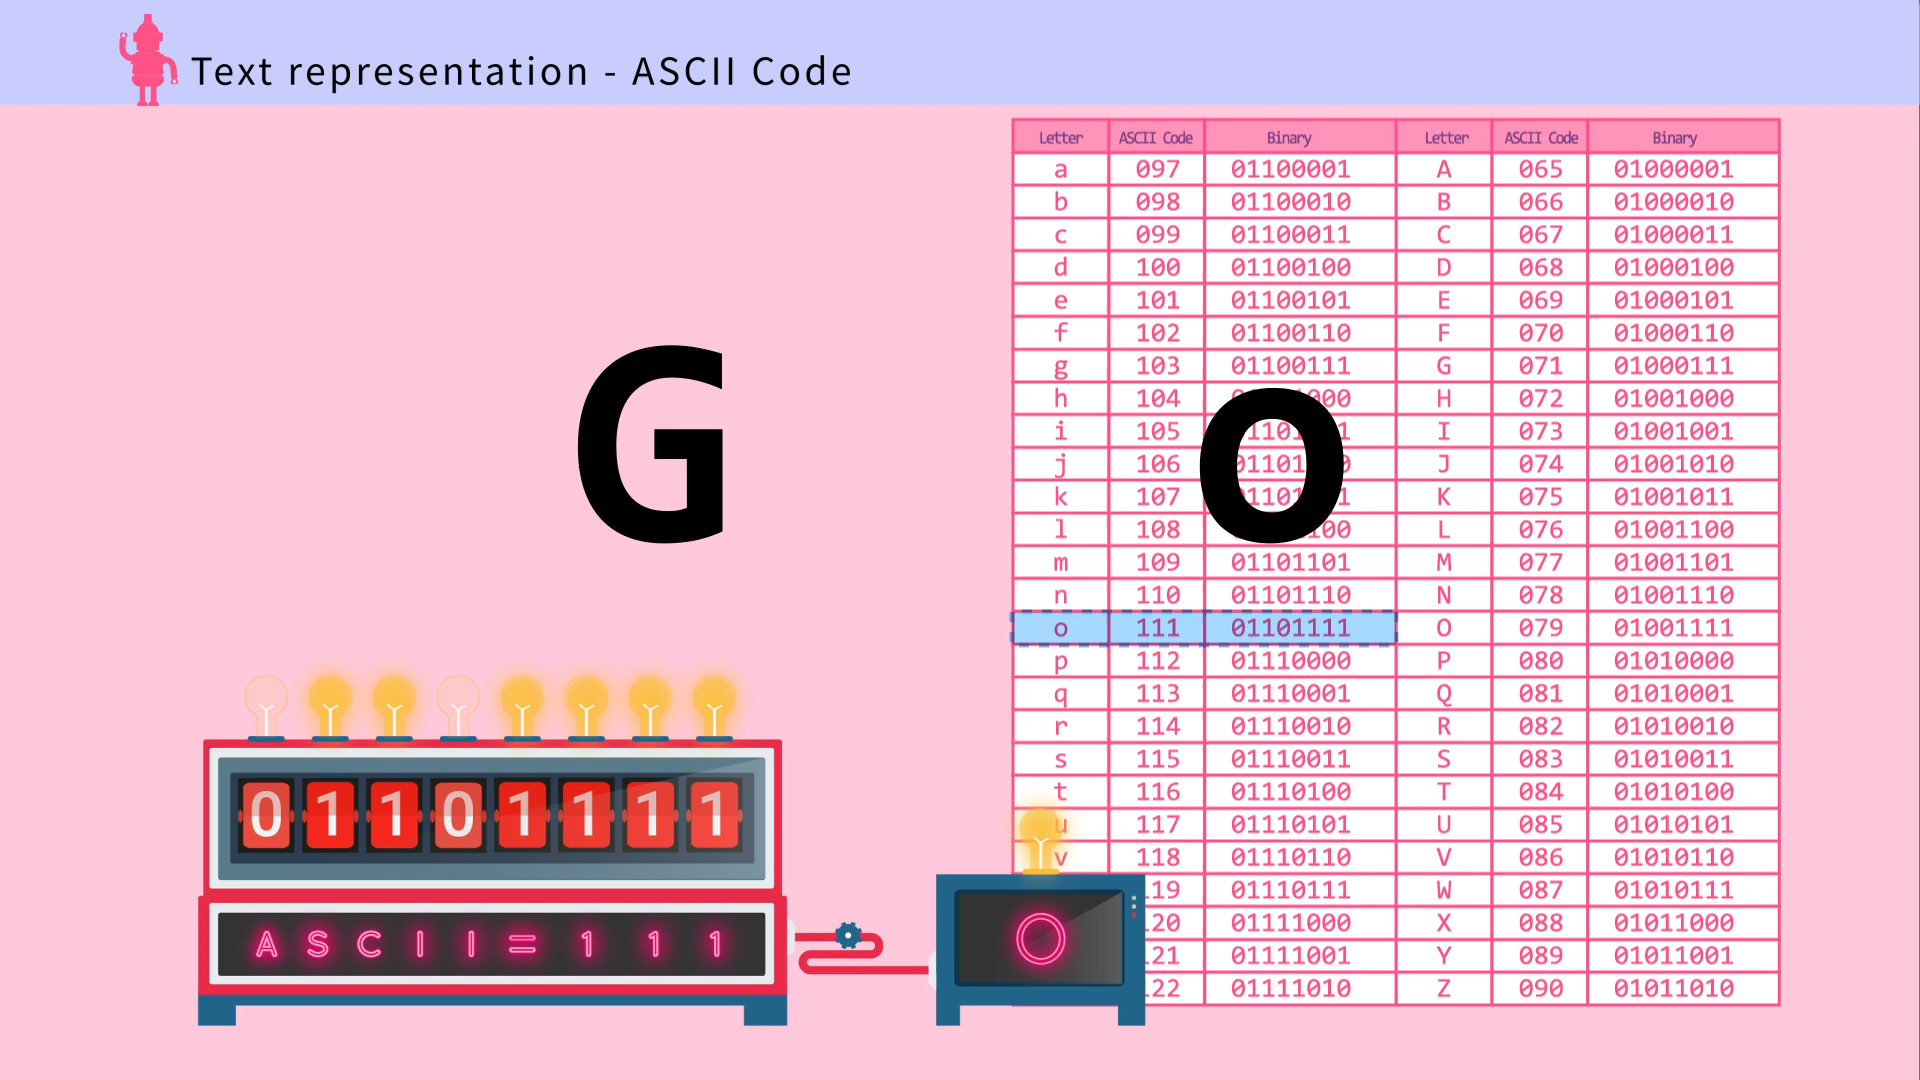 Text representation - ASCII Code
Letter ASCII Code Binary Letter ASCII Code Binary
a 097 01100001 A 065 01000001
b 098 01100010 B 066 01000010
c 099 01100011 C 067 01000011
d 100 01100100 D 068 01000100
e 101 01100101 E 069 01000101
f 102 01100110 F 070 01000110
g 103 01100111 G 071 01000111
h 104 H 072 01001000
i 105 I 073 01001001
j 106 J 074 01001010
k 107 K 075 01001011
l 108 L 076 01001100
m 109 01101101 M 077 01001101
n 110 01101110 N 078 01001110
o 111 01101111 O 079 01001111
p 112 01110000 P 080 01010000
q 113 01110001 Q 081 01010001
r 114 01110010 R 082 01010010
s 115 01110011 S 083 01010011
t 116 01110100 T 084 01010100
u 117 01110101 U 085 01010101
v 118 01110110 V 086 01010110
19 01110111 W 087 01010111
20 01111000 X 088 01011000
21 01111001 Y 089 01011001
22 01111010 Z 090 01011010
G o
0 1 1 0 1 1 1 1
ASCII=111
O